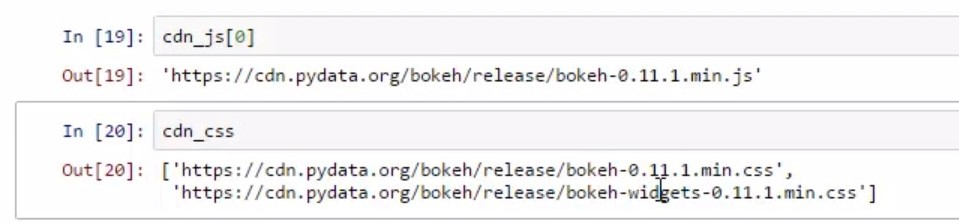 In [19]: cdn_js[0]
Out[19]: 'https://cdn.pydata.org/bokeh/release/bokeh-0.11.1.min.js'
In [20]: cdn_css
Out[20]: ['https://cdn.pydata.org/bokeh/release/bokeh-0.11.1.min.css',
'https://cdn.pydata.org/bokeh/release/bokeh-widgets-0.11.1.min.css']